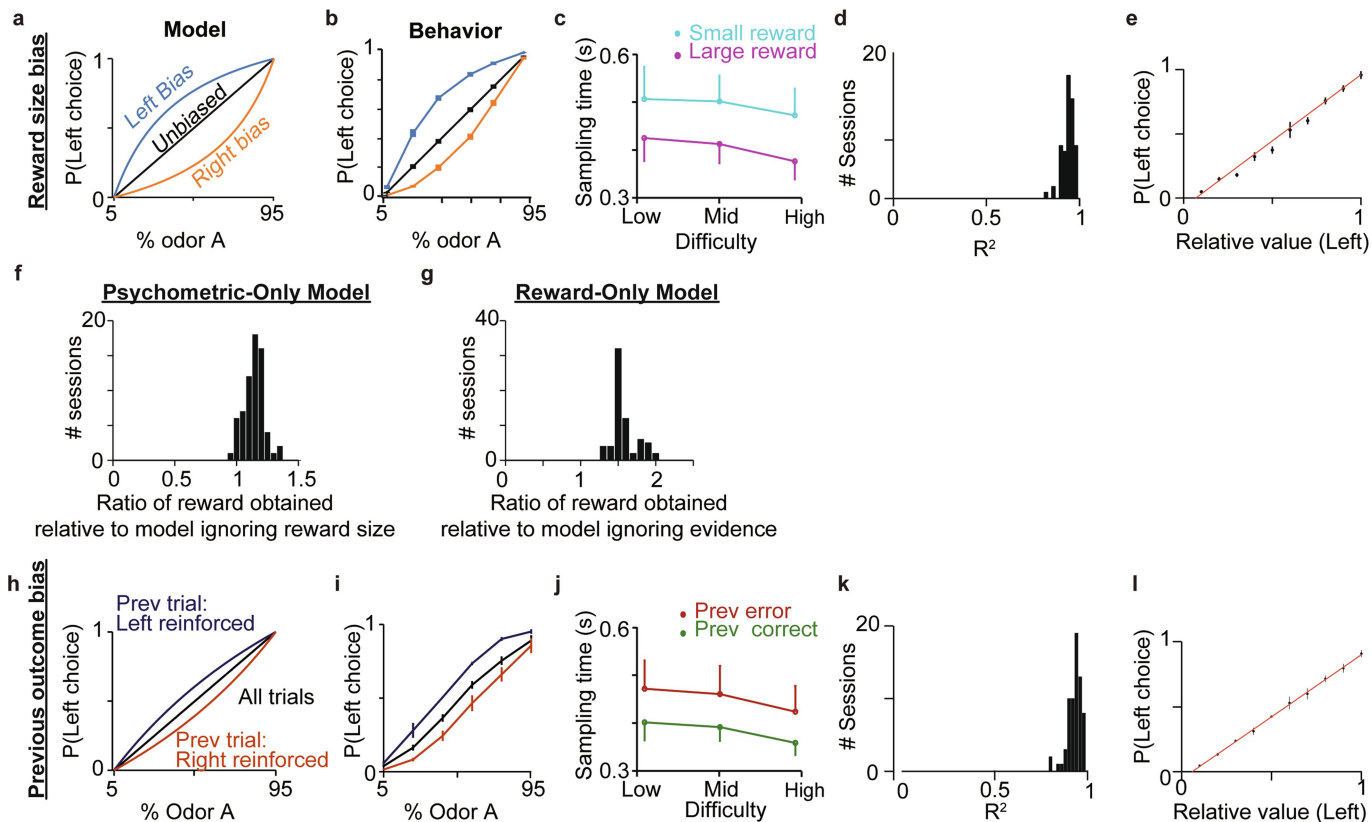 a
Model
Reward size bias
P(Left choice)
1
0
Left Bias
Unbiased
Right bias
5
95
% odor A
b
Behavior
P(Left choice)
1
0
5
95
% odor A
c
Small reward
Large reward
Sampling time (s)
0.6
0.3
Low
Mid
High
Difficulty
d
# Sessions
20
0
0
0.5
1
R²
e
P(Left choice)
1
0
0
1
Relative value (Left)
f
Psychometric-Only Model
# sessions
20
0
0
0.5
1
1.5
Ratio of reward obtained
relative to model ignoring reward size
g
Reward-Only Model
# sessions
40
0
0
1
2
Ratio of reward obtained
relative to model ignoring evidence
Previous outcome bias
h
Prev trial:
Left reinforced
P(Left choice)
1
0
All trials
Prev trial:
Right reinforced
5
95
% Odor A
i
P(Left choice)
1
0
5
95
% Odor A
j
Prev error
Prev correct
Sampling time (s)
0.6
0.3
Low
Mid
High
Difficulty
k
# Sessions
20
0
0
0.5
1
R²
l
P(Left choice)
1
0
0
1
Relative value (Left)